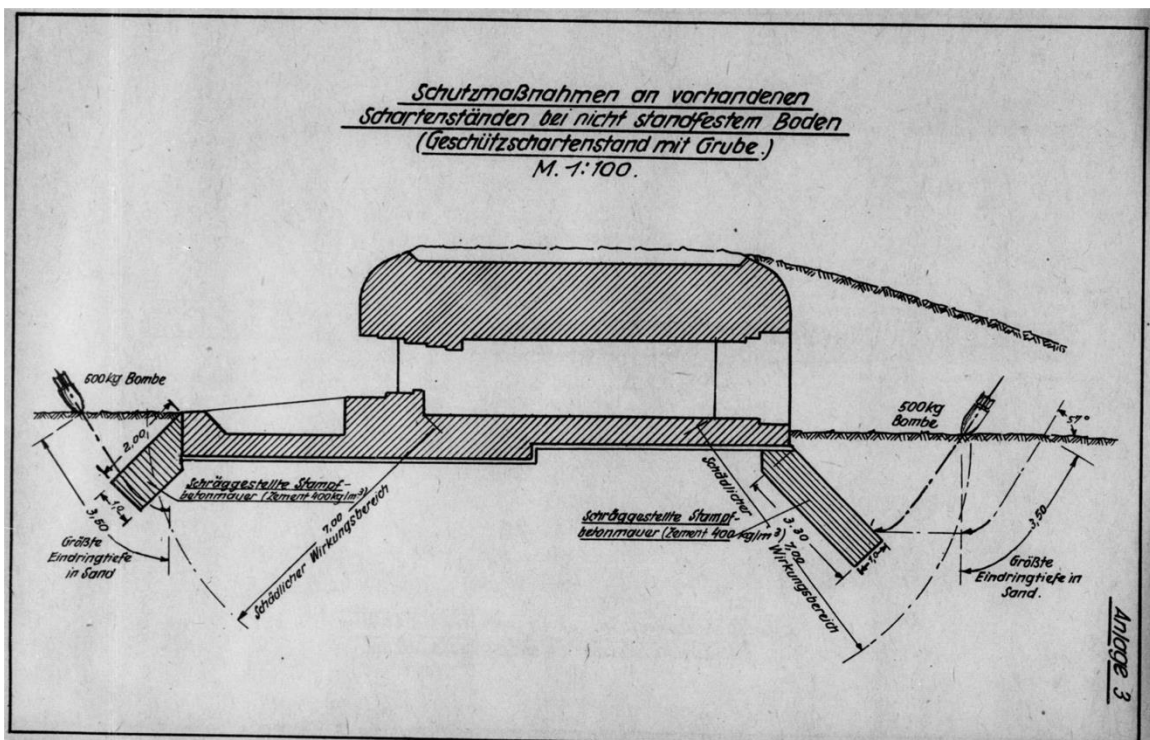 Schutzmaßnahmen an vorhandenen
Schartenständen bei nicht standfestem Boden
(Geschützschartenstand mit Grube.)
M. 1:100.
500kg Bombe
2,00
1,0
3,50
Größte
Eindringtiefe
in Sand
Schräggestellte Stampf-
betonmauer (Zement 400kg/m³)
7,00
Schädlicher Wirkungsbereich
500kg
Bombe
57°
Schädlicher
Wirkungsbereich
7,00
3,30
1,0
Schräggestellte Stampf-
betonmauer (Zement 400kg/m³)
3,50
Größte
Eindringtiefe in
Sand.
Anlage 3